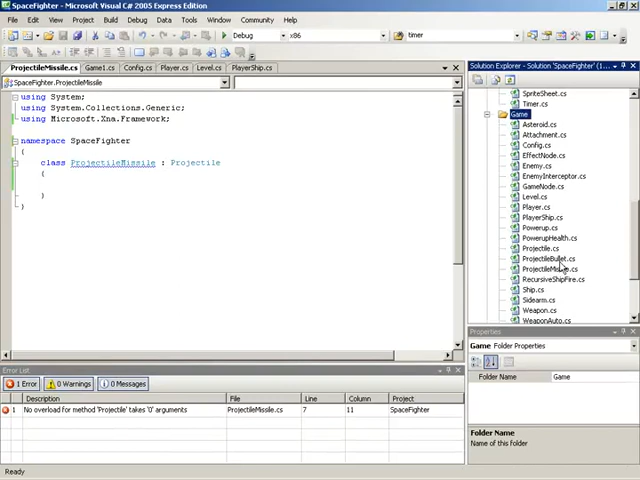 SpaceFighter - Microsoft Visual C# 2005 Express Edition
File Edit View Project Build Debug Data Tools Window Community Help
Debug x86 timer
ProjectileMissile.cs Game1.cs Config.cs Player.cs Level.cs PlayerShip.cs
SpaceFighter.ProjectileMissile
using System;
using System.Collections.Generic;
using Microsoft.Xna.Framework;
namespace SpaceFighter
{
class ProjectileMissile : Projectile
{
}
}
Solution Explorer - Solution 'SpaceFighter' (1...
SpriteSheet.cs
Timer.cs
Game
Asteroid.cs
Attachment.cs
Config.cs
EffectNode.cs
Enemy.cs
EnemyInterceptor.cs
GameNode.cs
Level.cs
Player.cs
PlayerShip.cs
Powerup.cs
PowerupHealth.cs
Projectile.cs
ProjectileBullet.cs
ProjectileMissile.cs
RecursiveShipFire.cs
Ship.cs
Sidearm.cs
Weapon.cs
WeaponAuto.cs
Properties
Game Folder Properties
Folder Name Game
Folder Name
Name of this folder
Error List
1 Error 0 Warnings 0 Messages
Description File Line Column Project
1 No overload for method 'Projectile' takes '0' arguments ProjectileMissile.cs 7 11 SpaceFighter
Ready